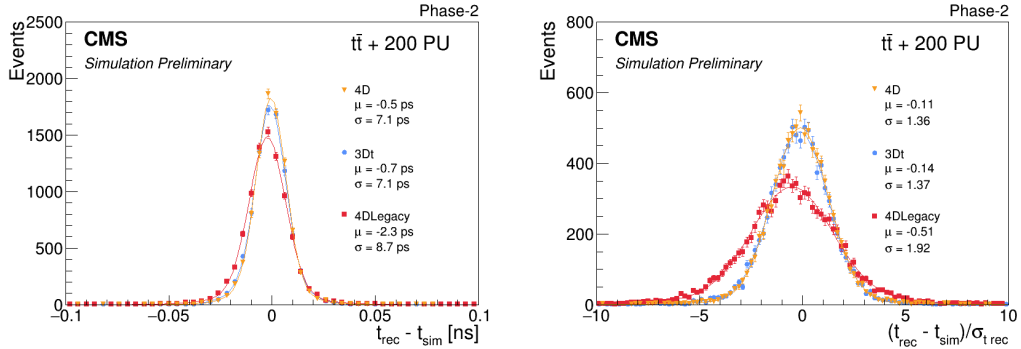 Phase-2
CMS
tt̄ + 200 PU
Simulation Preliminary
Events
2500
2000
1500
1000
500
0
4D
μ = -0.5 ps
σ = 7.1 ps
3Dt
μ = -0.7 ps
σ = 7.1 ps
4DLegacy
μ = -2.3 ps
σ = 8.7 ps
−0.1 −0.05 0 0.05 0.1
t_rec - t_sim [ns]
Phase-2
CMS
tt̄ + 200 PU
Simulation Preliminary
Events
800
600
400
200
0
4D
μ = -0.11
σ = 1.36
3Dt
μ = -0.14
σ = 1.37
4DLegacy
μ = -0.51
σ = 1.92
−10 −5 0 5 10
(t_rec - t_sim)/σ_t rec